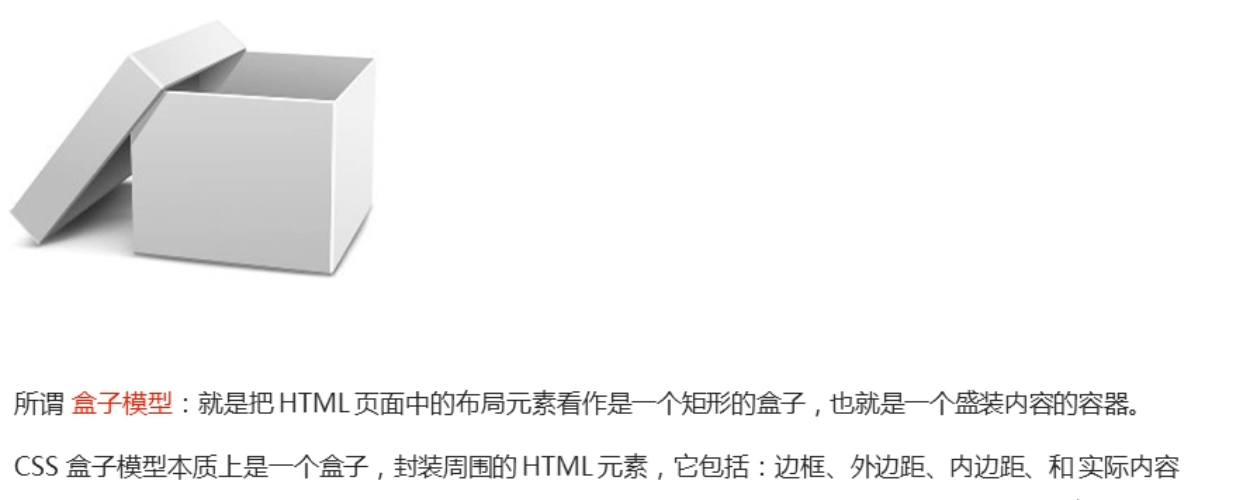 所谓 盒子模型：就是把 HTML 页面中的布局元素看作是一个矩形的盒子，也就是一个盛装内容的容器。
CSS 盒子模型本质上是一个盒子，封装周围的 HTML 元素，它包括：边框、外边距、内边距、和 实际内容